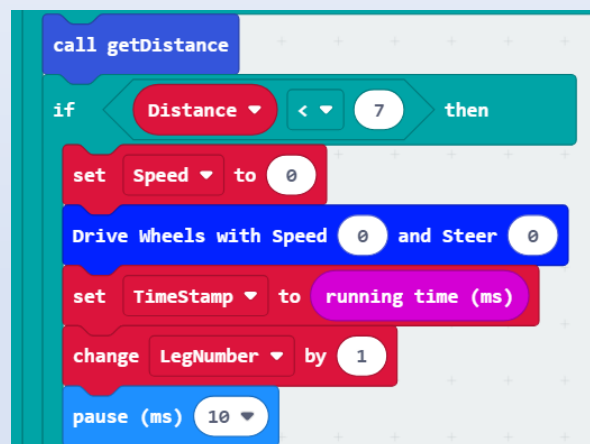 call getDistance
if Distance < 7 then
set Speed to 0
Drive Wheels with Speed 0 and Steer 0
set TimeStamp to running time (ms)
change LegNumber by 1
pause (ms) 10